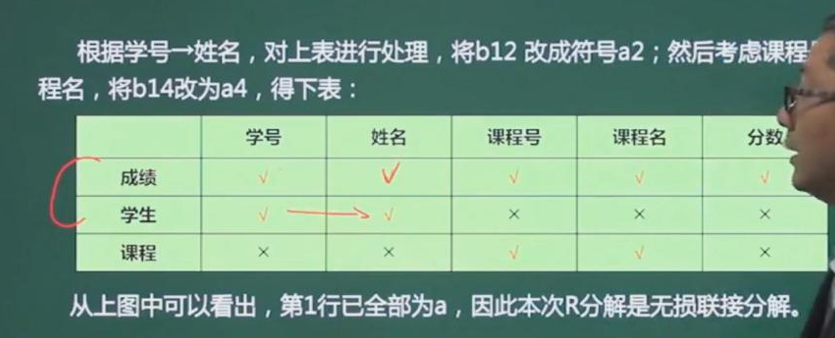 根据学号→姓名，对上表进行处理，将b12 改成符号a2；然后考虑课程
程名，将b14改为a4，得下表：
学号 姓名 课程号 课程名 分数
成绩 √ √ √ √ √
学生 √ √ × × ×
课程 × × √ √ ×
从上图中可以看出，第1行已全部为a，因此本次R分解是无损联接分解。